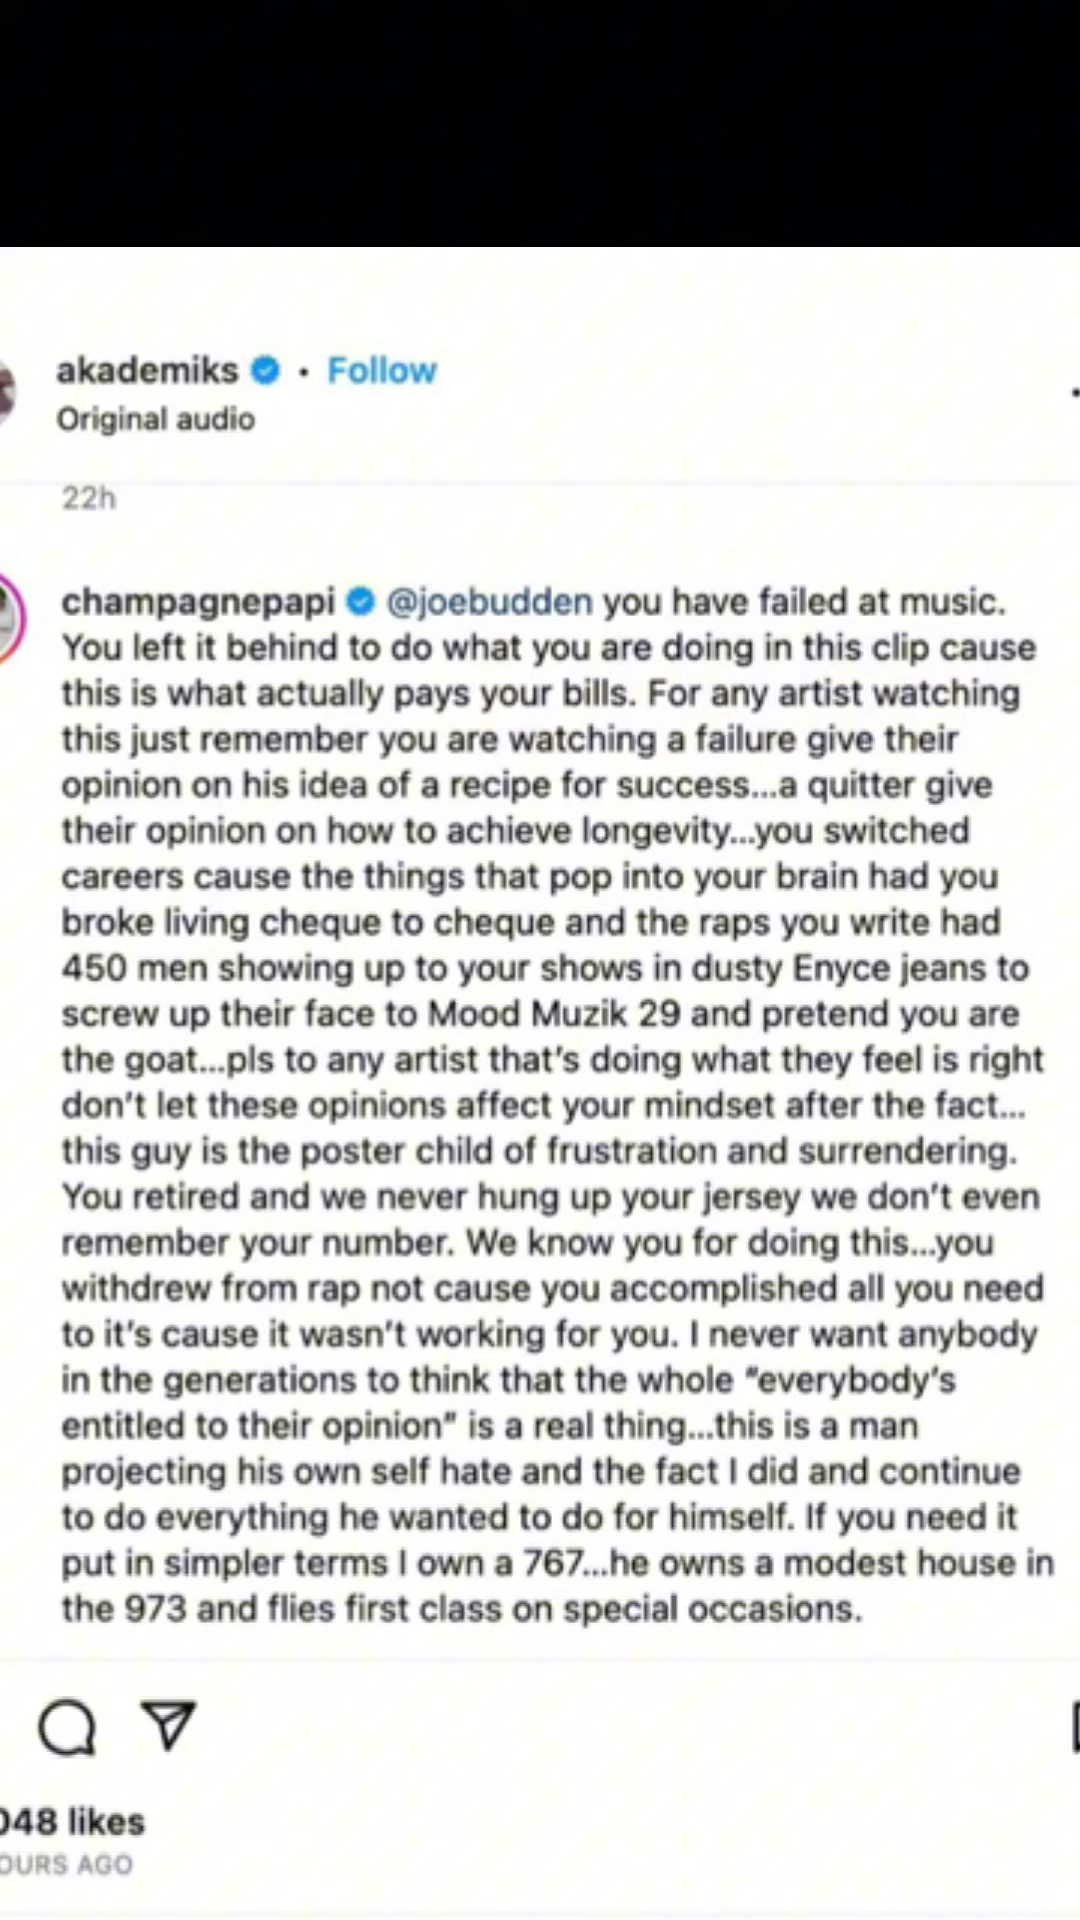 akademiks • Follow
Original audio
22h
champagnepapi @joebudden you have failed at music.
You left it behind to do what you are doing in this clip cause
this is what actually pays your bills. For any artist watching
this just remember you are watching a failure give their
opinion on his idea of a recipe for success...a quitter give
their opinion on how to achieve longevity...you switched
careers cause the things that pop into your brain had you
broke living cheque to cheque and the raps you write had
450 men showing up to your shows in dusty Enyce jeans to
screw up their face to Mood Muzik 29 and pretend you are
the goat...pls to any artist that's doing what they feel is right
don't let these opinions affect your mindset after the fact...
this guy is the poster child of frustration and surrendering.
You retired and we never hung up your jersey we don't even
remember your number. We know you for doing this...you
withdrew from rap not cause you accomplished all you need
to it's cause it wasn't working for you. I never want anybody
in the generations to think that the whole "everybody's
entitled to their opinion" is a real thing...this is a man
projecting his own self hate and the fact I did and continue
to do everything he wanted to do for himself. If you need it
put in simpler terms I own a 767...he owns a modest house in
the 973 and flies first class on special occasions.
048 likes
OURS AGO